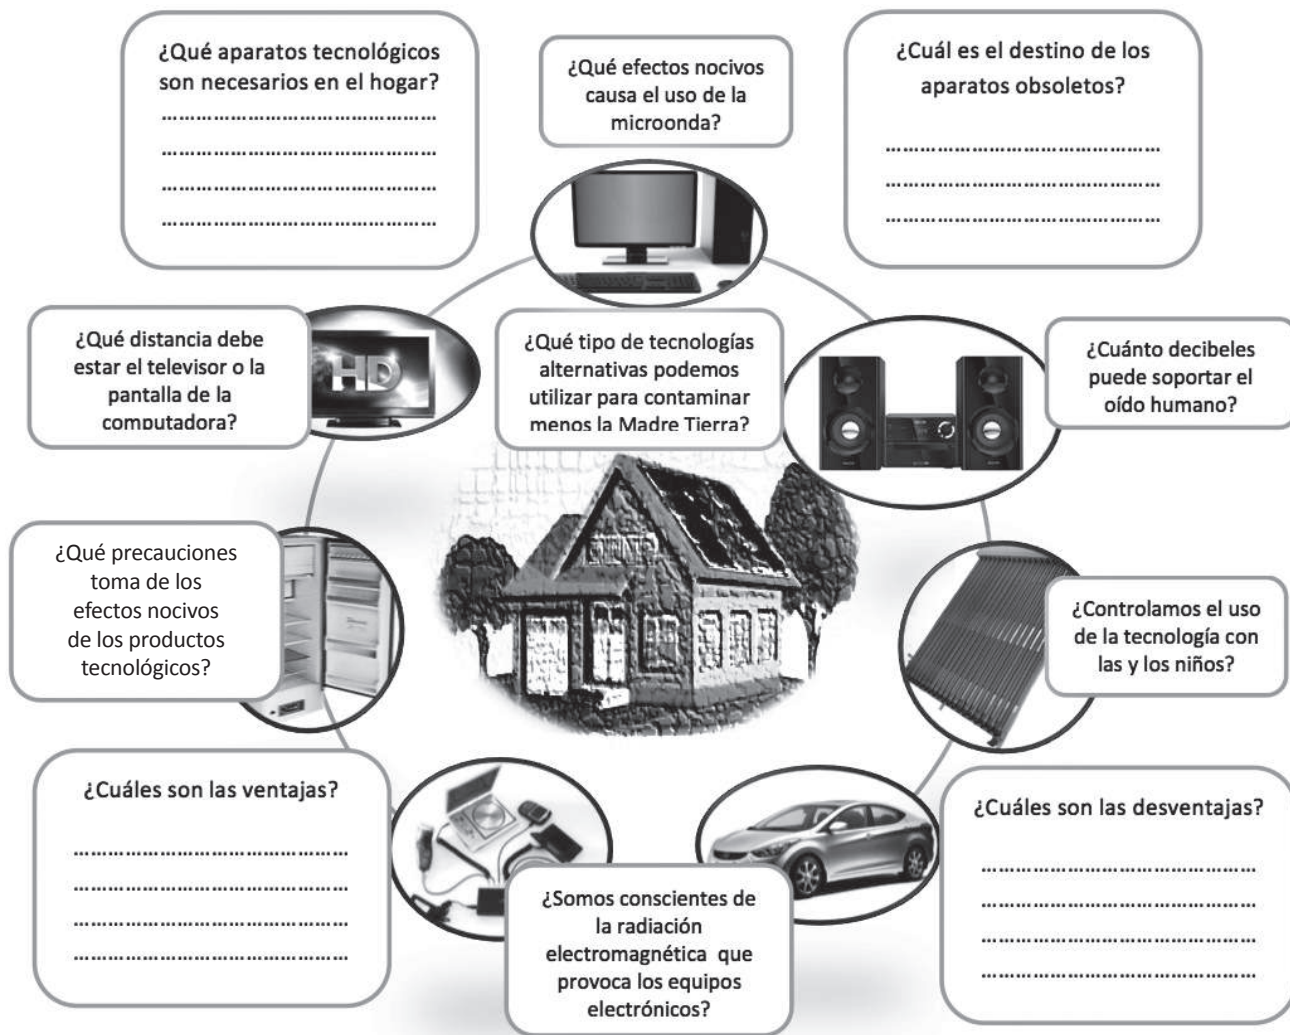 ¿Qué aparatos tecnológicos
son necesarios en el hogar?
................................................
................................................
................................................
................................................
¿Qué efectos nocivos
causa el uso de la
microonda?
¿Cuál es el destino de los
aparatos obsoletos?
................................................
................................................
................................................
¿Qué distancia debe
estar el televisor o la
pantalla de la
computadora?
HD
¿Qué tipo de tecnologías
alternativas podemos
utilizar para contaminar
menos la Madre Tierra?
¿Cuánto decibeles
puede soportar el
oído humano?
¿Qué precauciones
toma de los
efectos nocivos
de los productos
tecnológicos?
¿Controlamos el uso
de la tecnología con
las y los niños?
¿Cuáles son las ventajas?
................................................
................................................
................................................
................................................
¿Somos conscientes de
la radiación
electromagnética que
provoca los equipos
electrónicos?
¿Cuáles son las desventajas?
................................................
................................................
................................................
................................................